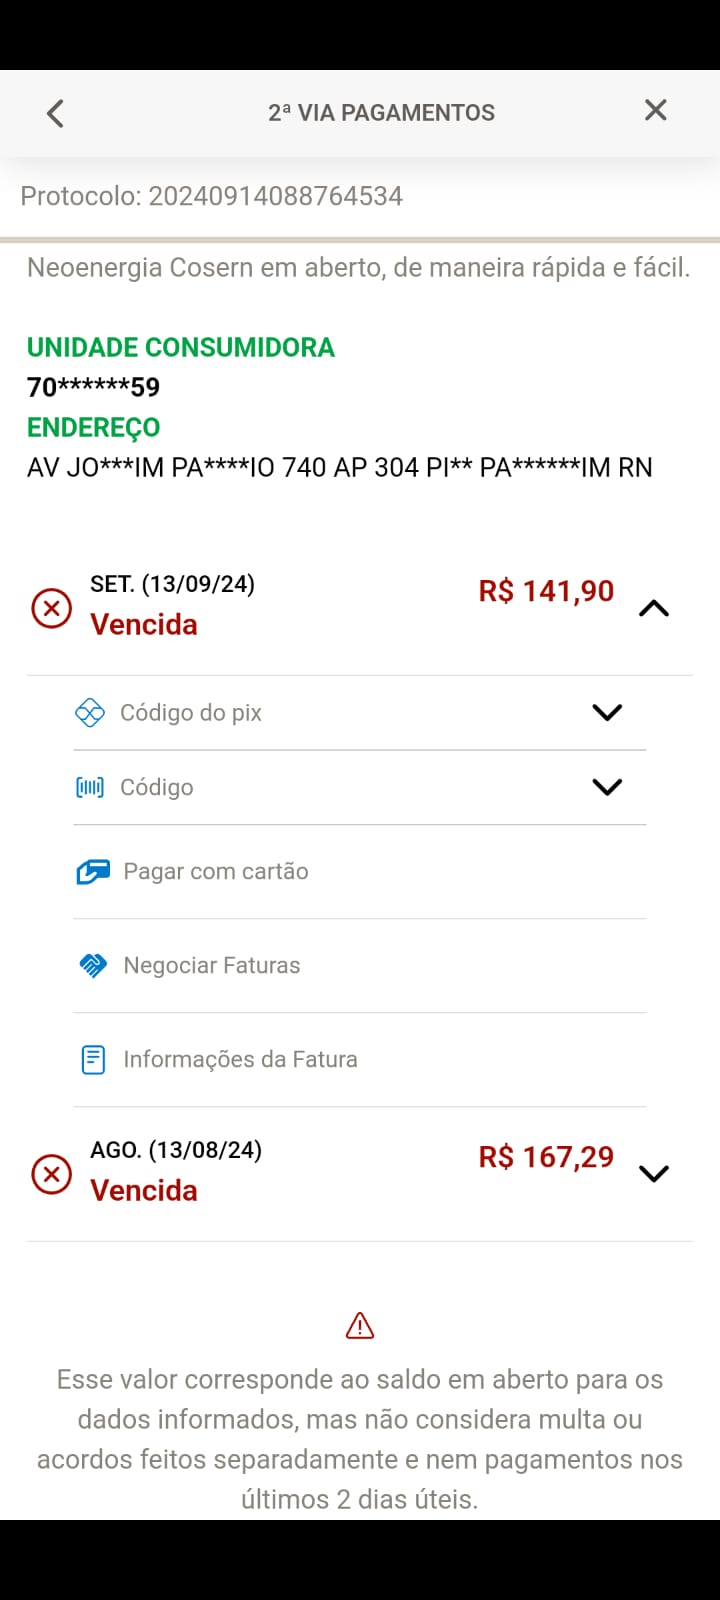 2ª VIA PAGAMENTOS
Protocolo: 20240914088764534
Neoenergia Cosern em aberto, de maneira rápida e fácil.
UNIDADE CONSUMIDORA
70******59
ENDEREÇO
AV JO***IM PA****IO 740 AP 304 PI** PA******IM RN
SET. (13/09/24)
R$ 141,90
Vencida
Código do pix
Código
Pagar com cartão
Negociar Faturas
Informações da Fatura
AGO. (13/08/24)
R$ 167,29
Vencida
Esse valor corresponde ao saldo em aberto para os
dados informados, mas não considera multa ou
acordos feitos separadamente e nem pagamentos nos
últimos 2 dias úteis.